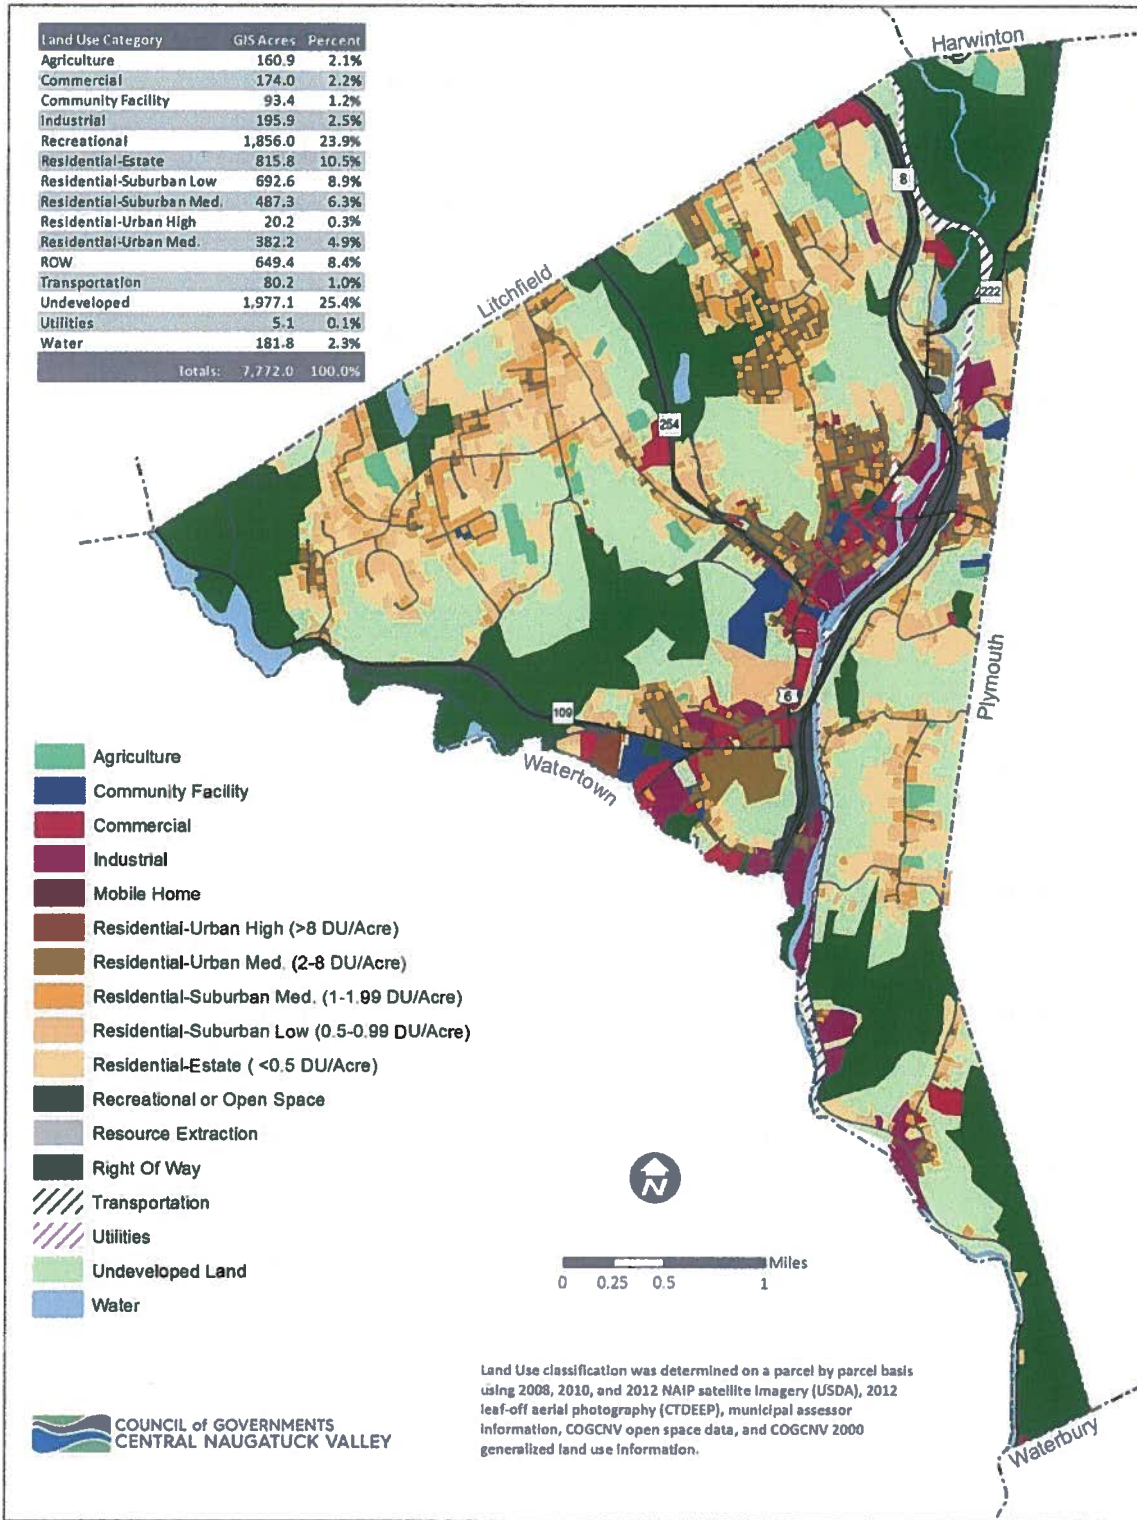 Land Use Category GIS Acres Percent
Agriculture 160.9 2.1%
Commercial 174.0 2.2%
Community Facility 93.4 1.2%
Industrial 195.9 2.5%
Recreational 1,856.0 23.9%
Residential-Estate 815.8 10.5%
Residential-Suburban Low 692.6 8.9%
Residential-Suburban Med. 487.3 6.3%
Residential-Urban High 20.2 0.3%
Residential-Urban Med. 382.2 4.9%
ROW 649.4 8.4%
Transportation 80.2 1.0%
Undeveloped 1,977.1 25.4%
Utilities 5.1 0.1%
Water 181.8 2.3%
Totals: 7,772.0 100.0%
Harwinton
8
Litchfield
222
254
Plymouth
6
109
Watertown
Agriculture
Community Facility
Commercial
Industrial
Mobile Home
Residential-Urban High (>8 DU/Acre)
Residential-Urban Med. (2-8 DU/Acre)
Residential-Suburban Med. (1-1.99 DU/Acre)
Residential-Suburban Low (0.5-0.99 DU/Acre)
Residential-Estate ( <0.5 DU/Acre)
Recreational or Open Space
Resource Extraction
Right Of Way
Transportation
Utilities
Undeveloped Land
Water
N
Miles
0 0.25 0.5 1
Land Use classification was determined on a parcel by parcel basis
using 2008, 2010, and 2012 NAIP satellite imagery (USDA), 2012
leaf-off aerial photography (CTDEEP), municipal assessor
information, COGCNV open space data, and COGCNV 2000
generalized land use information.
COUNCIL of GOVERNMENTS
CENTRAL NAUGATUCK VALLEY
Waterbury